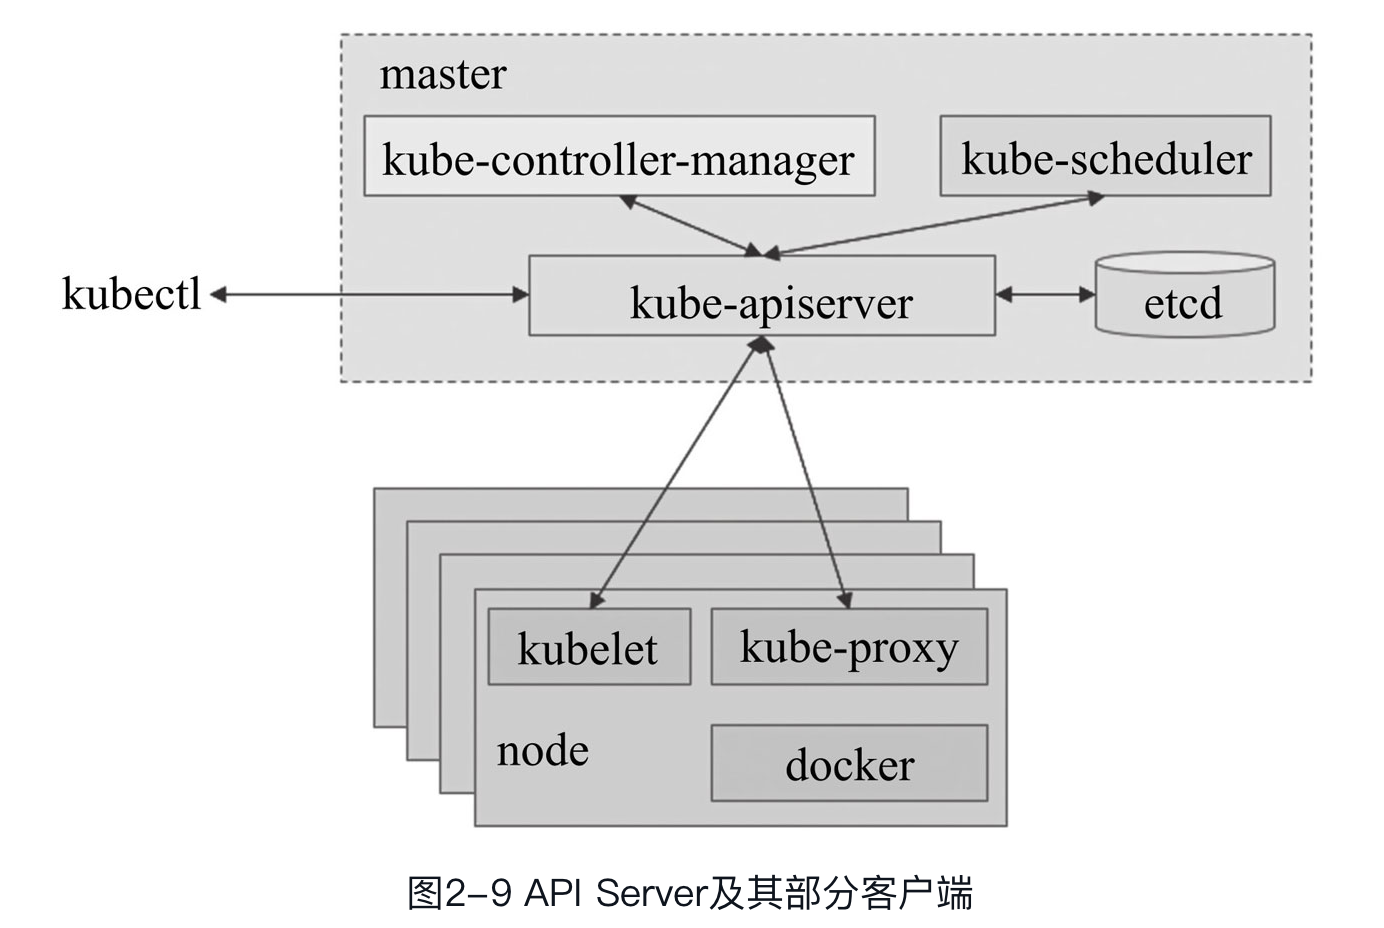 master
kube-controller-manager
kube-scheduler
kubectl
kube-apiserver
etcd
kubelet
kube-proxy
node
docker
图2-9 API Server及其部分客户端